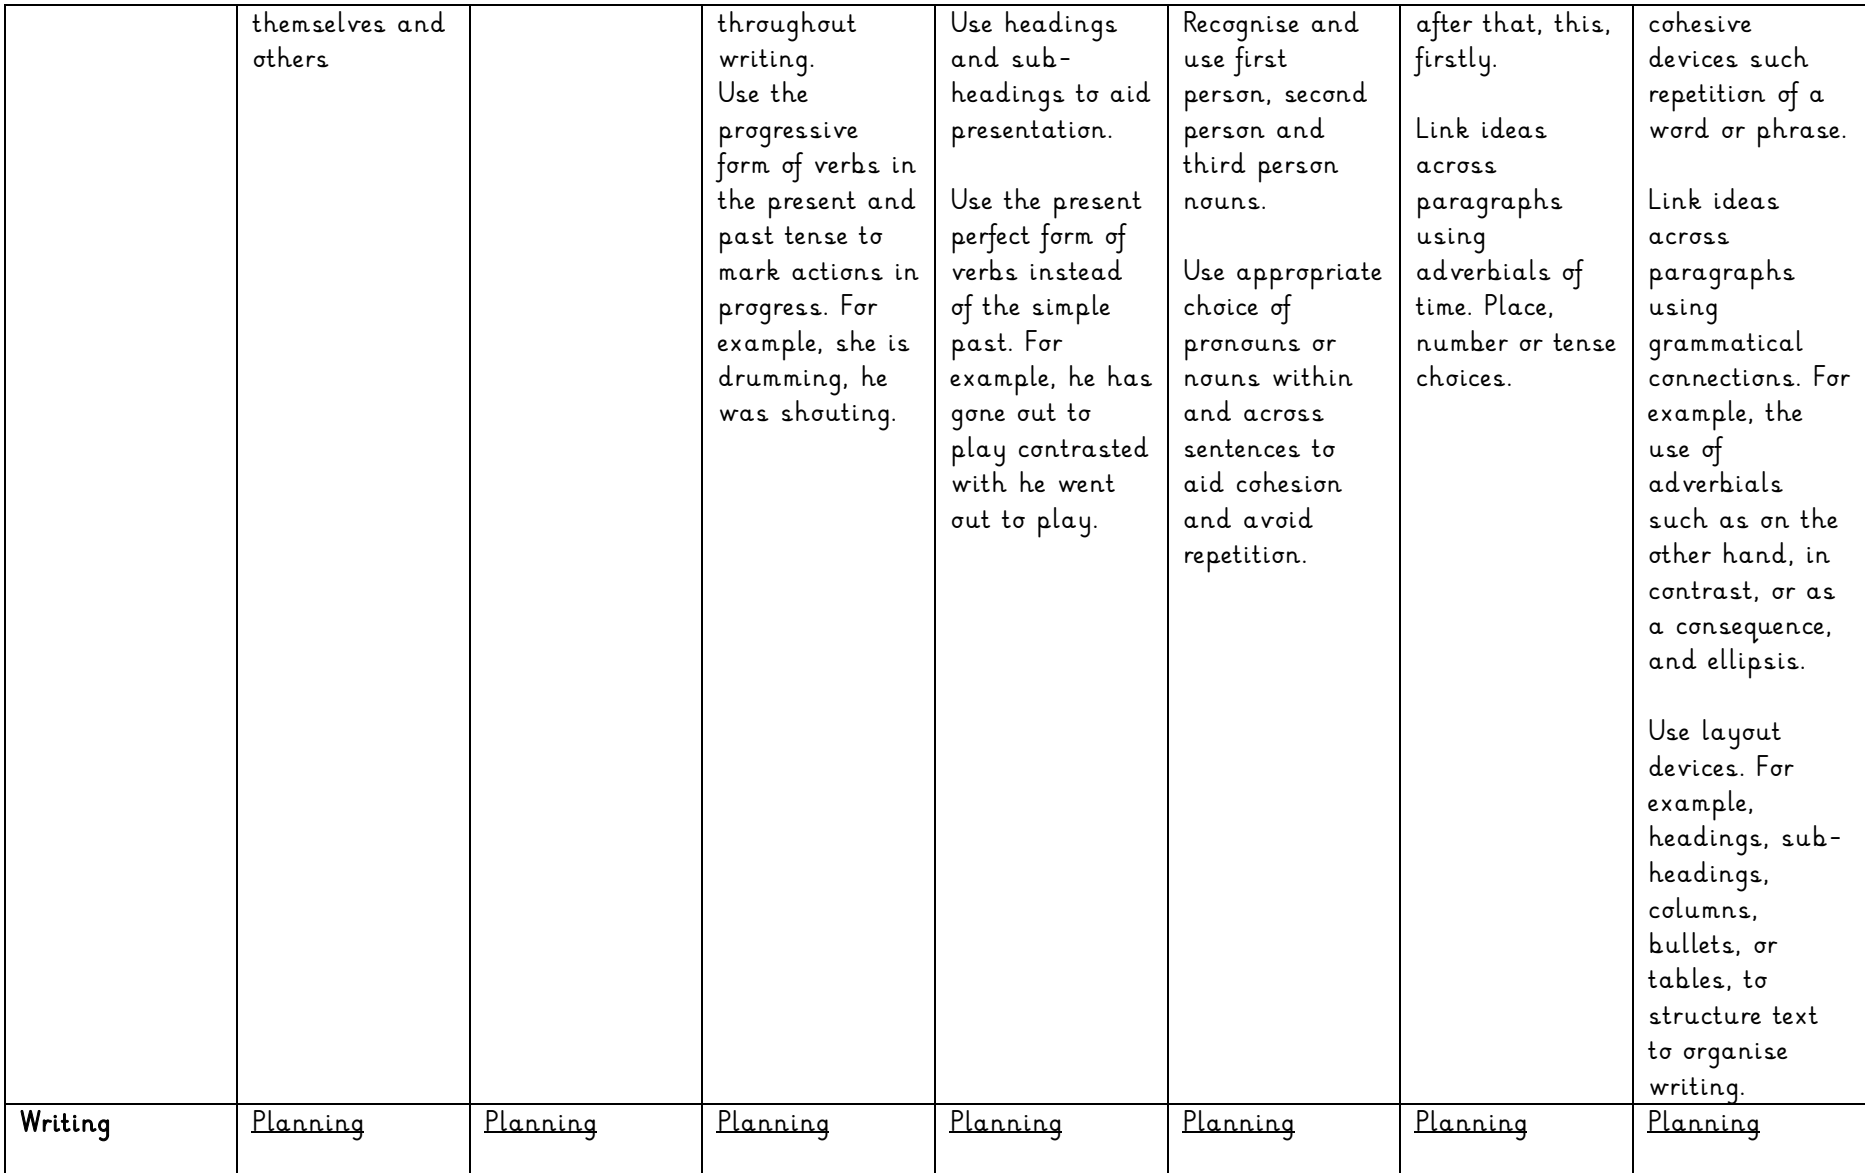 themselves and
others
throughout
writing.
Use the
progressive
form of verbs in
the present and
past tense to
mark actions in
progress. For
example, she is
drumming, he
was shouting.
Use headings
and sub-
headings to aid
presentation.
Use the present
perfect form of
verbs instead
of the simple
past. For
example, he has
gone out to
play contrasted
with he went
out to play.
Recognise and
use first
person, second
person and
third person
nouns.
Use appropriate
choice of
pronouns or
nouns within
and across
sentences to
aid cohesion
and avoid
repetition.
after that, this,
firstly.
Link ideas
across
paragraphs
using
adverbials of
time. Place,
number or tense
choices.
cohesive
devices such
repetition of a
word or phrase.
Link ideas
across
paragraphs
using
grammatical
connections. For
example, the
use of
adverbials
such as on the
other hand, in
contrast, or as
a consequence,
and ellipsis.
Use layout
devices. For
example,
headings, sub-
headings,
columns,
bullets, or
tables, to
structure text
to organise
writing.
Writing
Planning
Planning
Planning
Planning
Planning
Planning
Planning